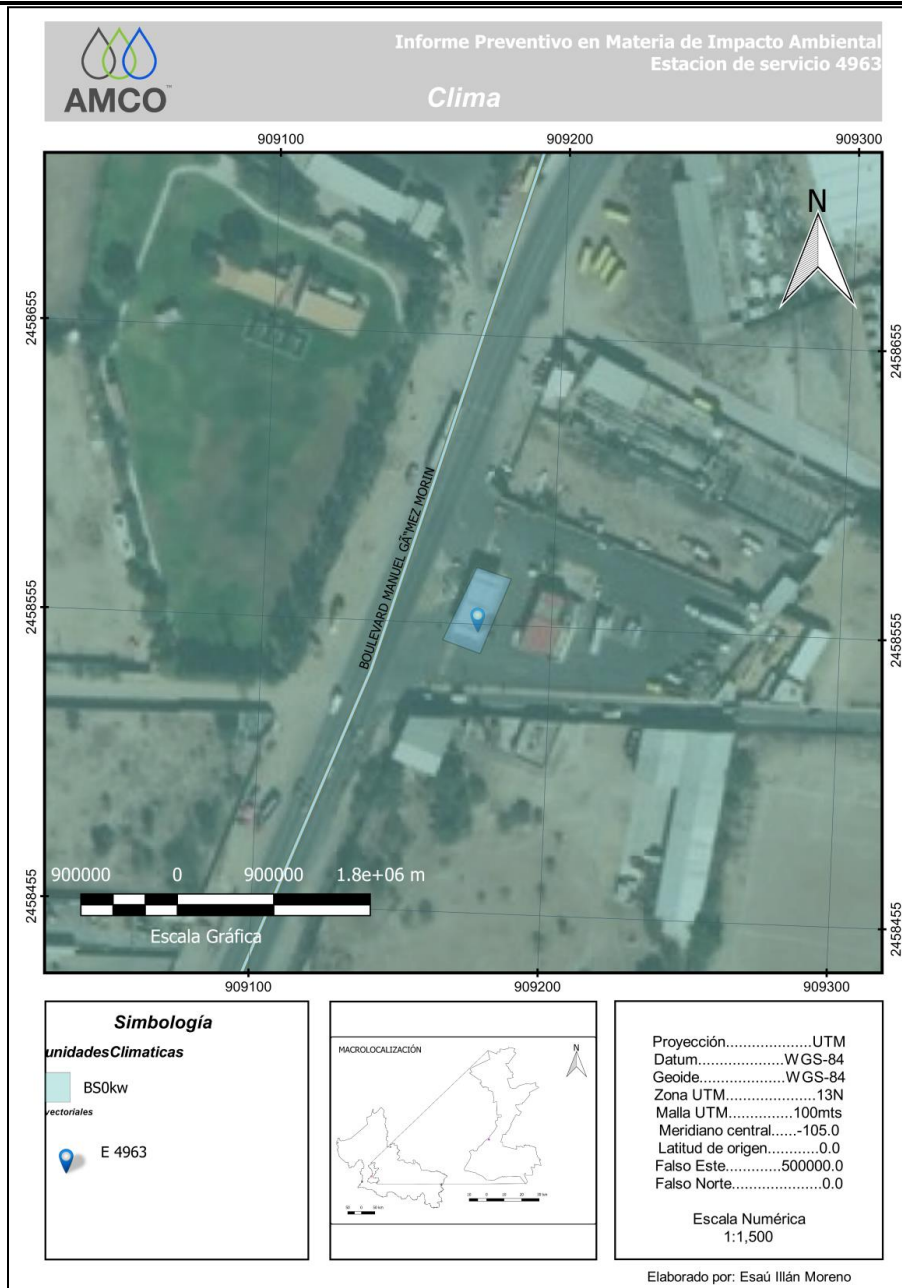 AMCO™
Informe Preventivo en Materia de Impacto Ambiental
Estacion de servicio 4963
Clima
909100 909200 909300
N
2458655 2458655
BOULEVARD MANUEL GÃ“MEZ MORIN
2458555 2458555
900000 0 900000 1.8e+06 m
Escala Gráfica
2458455 2458455
909100 909200 909300
Simbología
unidadesClimaticas
BS0kw
vectoriales
E 4963
MACROLOCALIZACIÓN
N
Proyección...................UTM
Datum.................WGS-84
Geoide...................WGS-84
Zona UTM....................13N
Malla UTM..............100mts
Meridiano central......-105.0
Latitud de origen............0.0
Falso Este............500000.0
Falso Norte.....................0.0
Escala Numérica
1:1,500
Elaborado por: Esaú Illán Moreno